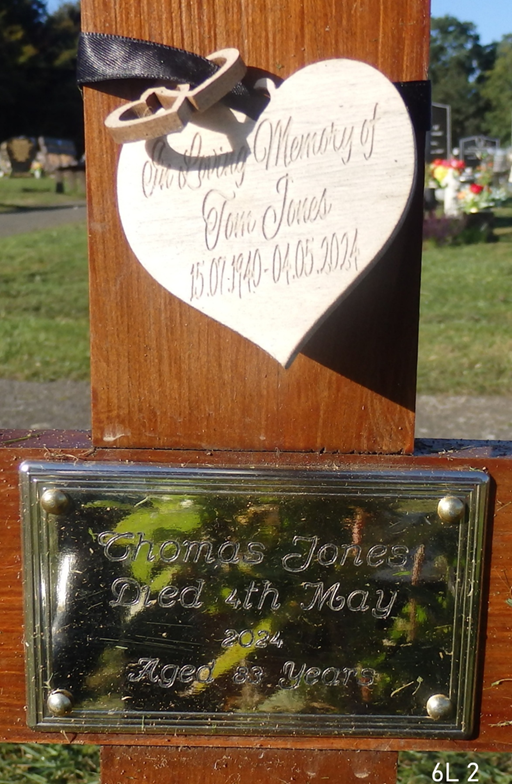 In Loving Memory of
Tom Jones
15.07.1940-04.05.2024
Thomas Jones
Died 4th May
2024
Aged 83 Years
6L 2